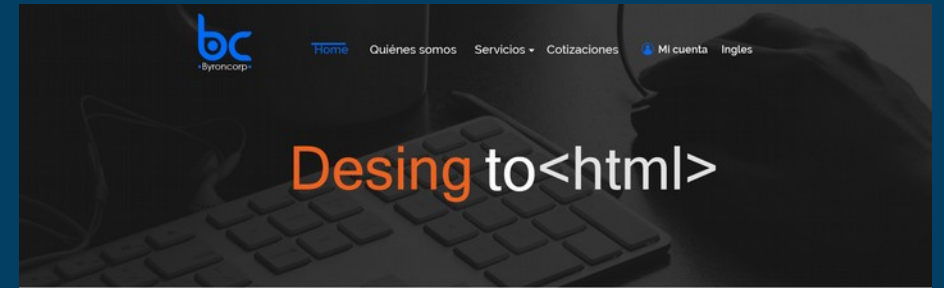 bc
Byroncorp
Home Quiénes somos Servicios Cotizaciones Mi cuenta Ingles
Desing to<html>